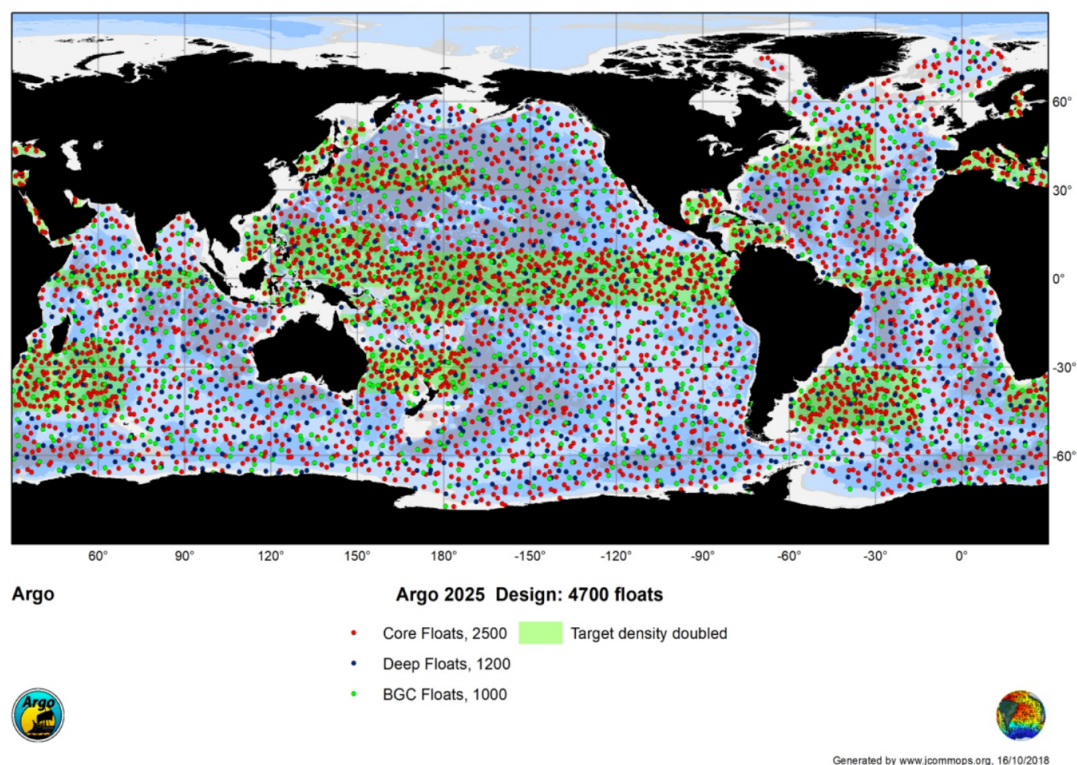 60°
30°
0°
-30°
-60°
60° 90° 120° 150° 180° -150° -120° -90° -60° -30° 0°
Argo Argo 2025 Design: 4700 floats
Core Floats, 2500 Target density doubled
Deep Floats, 1200
BGC Floats, 1000
Argo
Generated by www.jcommops.org, 16/10/2018